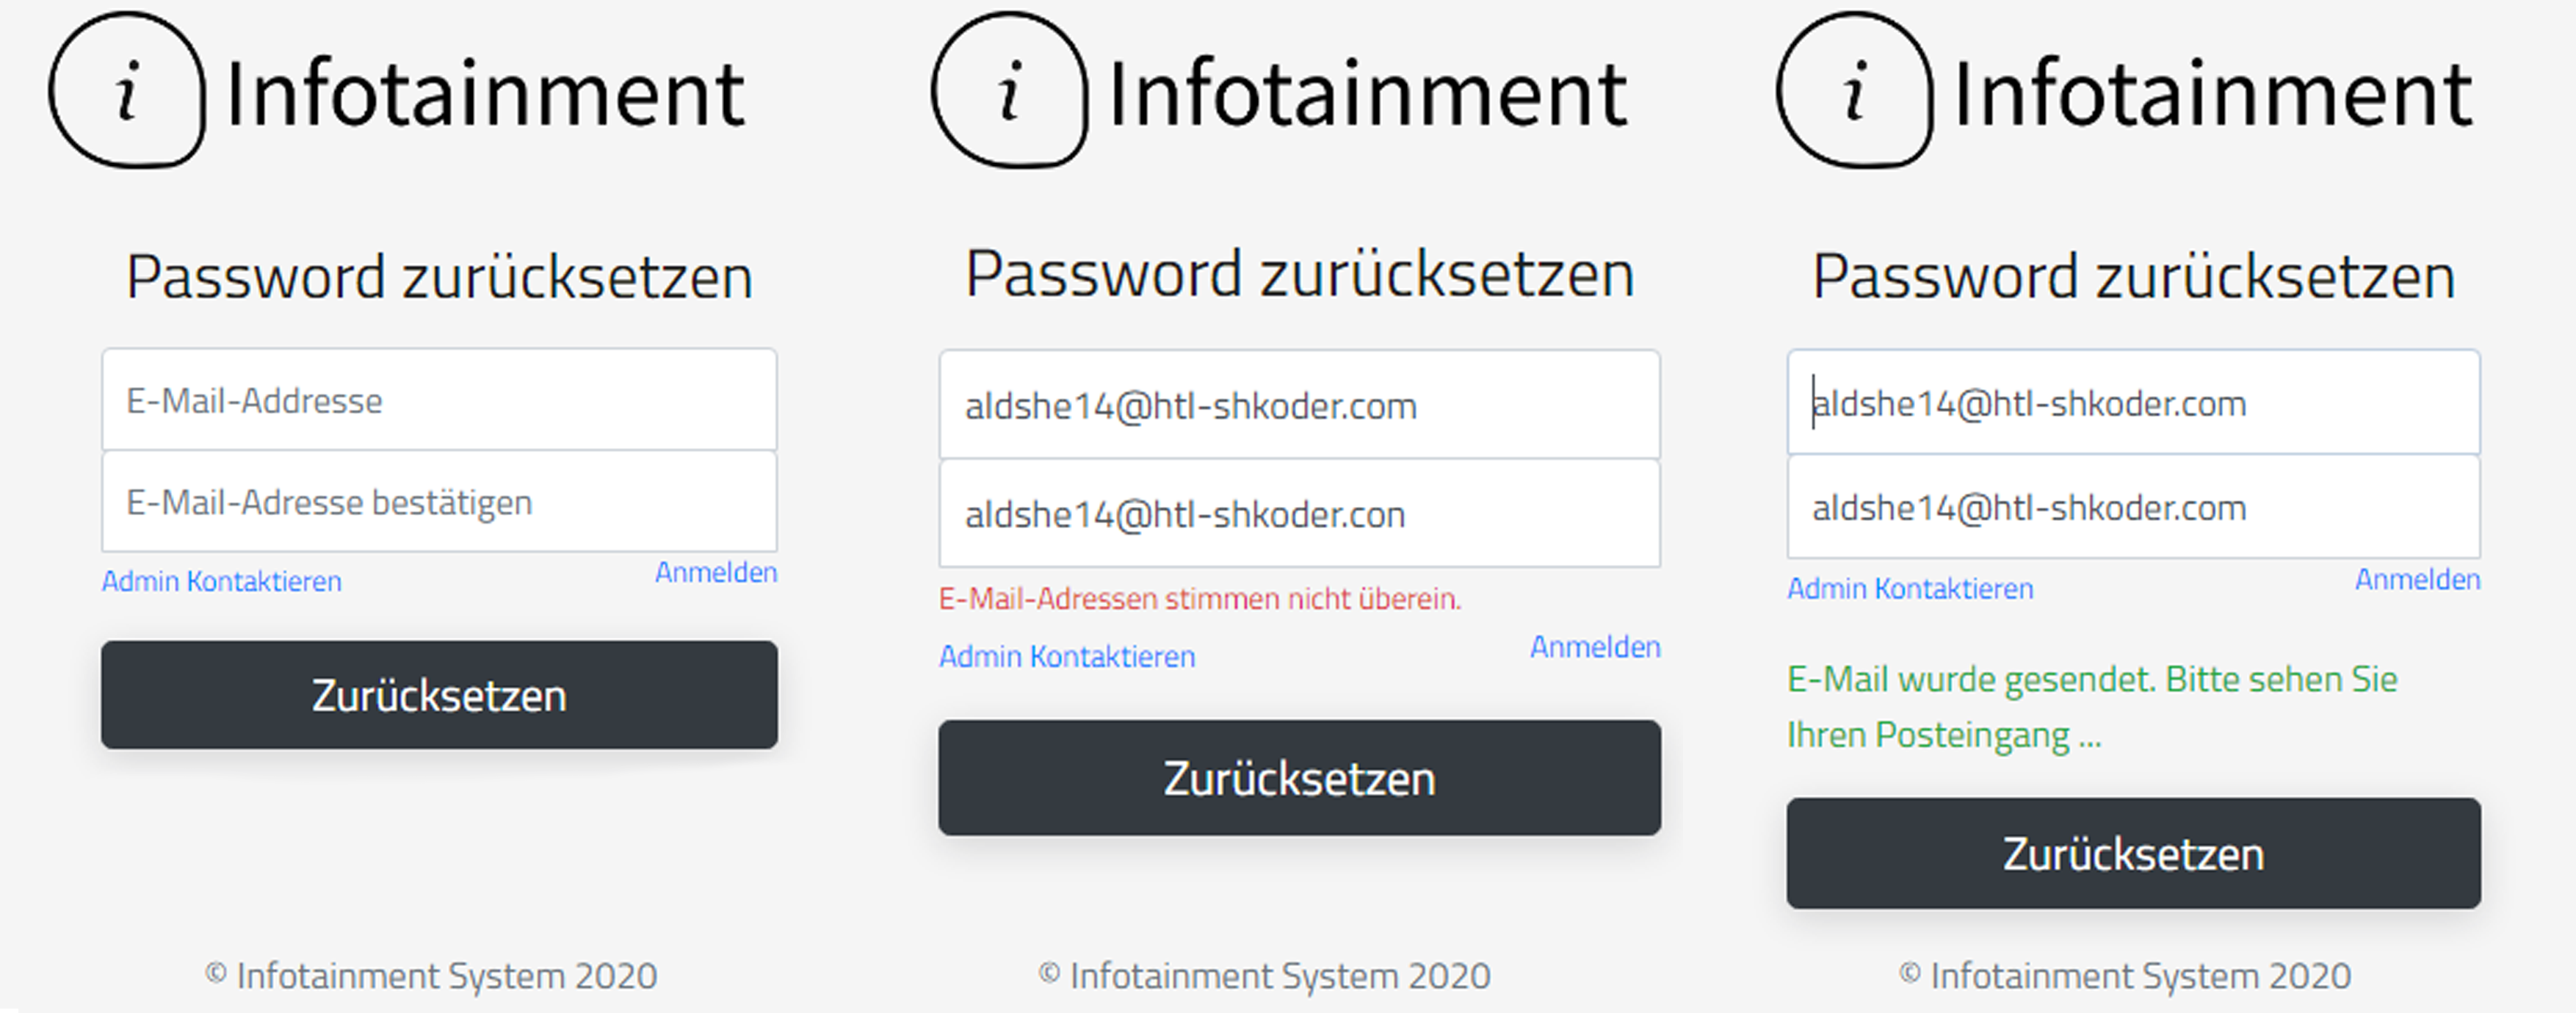 i Infotainment
Password zurücksetzen
E-Mail-Addresse
E-Mail-Adresse bestätigen
Admin Kontaktieren Anmelden
Zurücksetzen
© Infotainment System 2020
i Infotainment
Password zurücksetzen
aldshe14@htl-shkoder.com
aldshe14@htl-shkoder.con
E-Mail-Adressen stimmen nicht überein.
Admin Kontaktieren Anmelden
Zurücksetzen
© Infotainment System 2020
i Infotainment
Password zurücksetzen
aldshe14@htl-shkoder.com
aldshe14@htl-shkoder.com
Admin Kontaktieren Anmelden
E-Mail wurde gesendet. Bitte sehen Sie
Ihren Posteingang ...
Zurücksetzen
© Infotainment System 2020